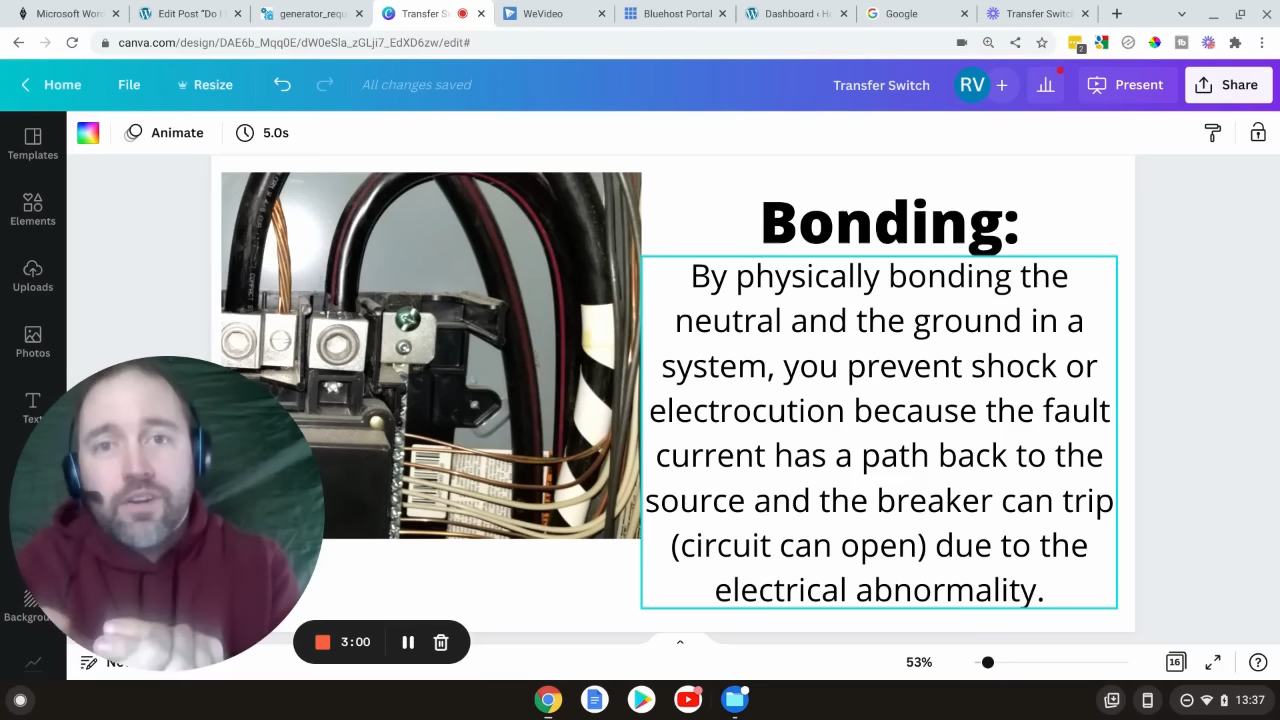 Microsoft Wor
Edit Post "Do I
generator_requ
Transfer S
WeVideo
Bluehost Portal
Dashboard ‹ H
Google
Transfer Switch
canva.com/design/DAE6b_Mqq0E/dW0eSla_zGLji7_EdXD6zw/edit#
2
Home
File
Resize
All changes saved
Transfer Switch
RV
Present
Share
Animate
5.0s
Templates
Elements
Uploads
Photos
Text
Backgrou
Bonding:
By physically bonding the
neutral and the ground in a
system, you prevent shock or
electrocution because the fault
current has a path back to the
source and the breaker can trip
(circuit can open) due to the
electrical abnormality.
3:00
53%
16
13:37